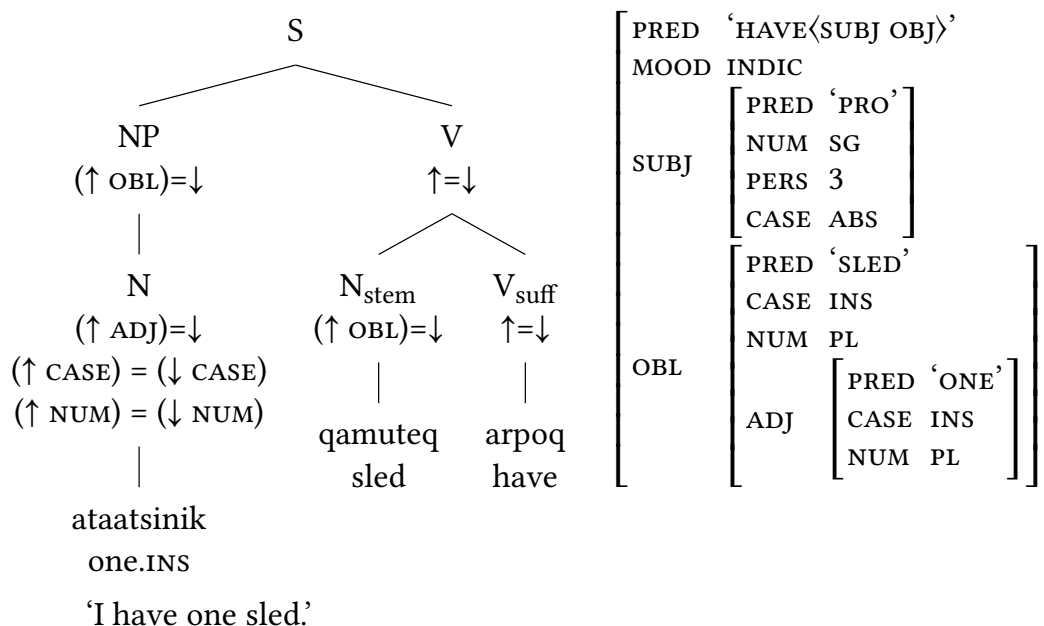 S
NP V
(↑ OBL)=↓ ↑=↓
N N_stem V_suff
(↑ ADJ)=↓ (↑ OBL)=↓ ↑=↓
(↑ CASE) = (↓ CASE)
(↑ NUM) = (↓ NUM)
qamuteq arpoq
sled have
ataatsinik
one.INS
‘I have one sled.’
PRED ‘HAVE⟨SUBJ OBJ⟩’
MOOD INDIC
SUBJ
PRED ‘PRO’
NUM SG
PERS 3
CASE ABS
OBL
PRED ‘SLED’
CASE INS
NUM PL
ADJ
PRED ‘ONE’
CASE INS
NUM PL